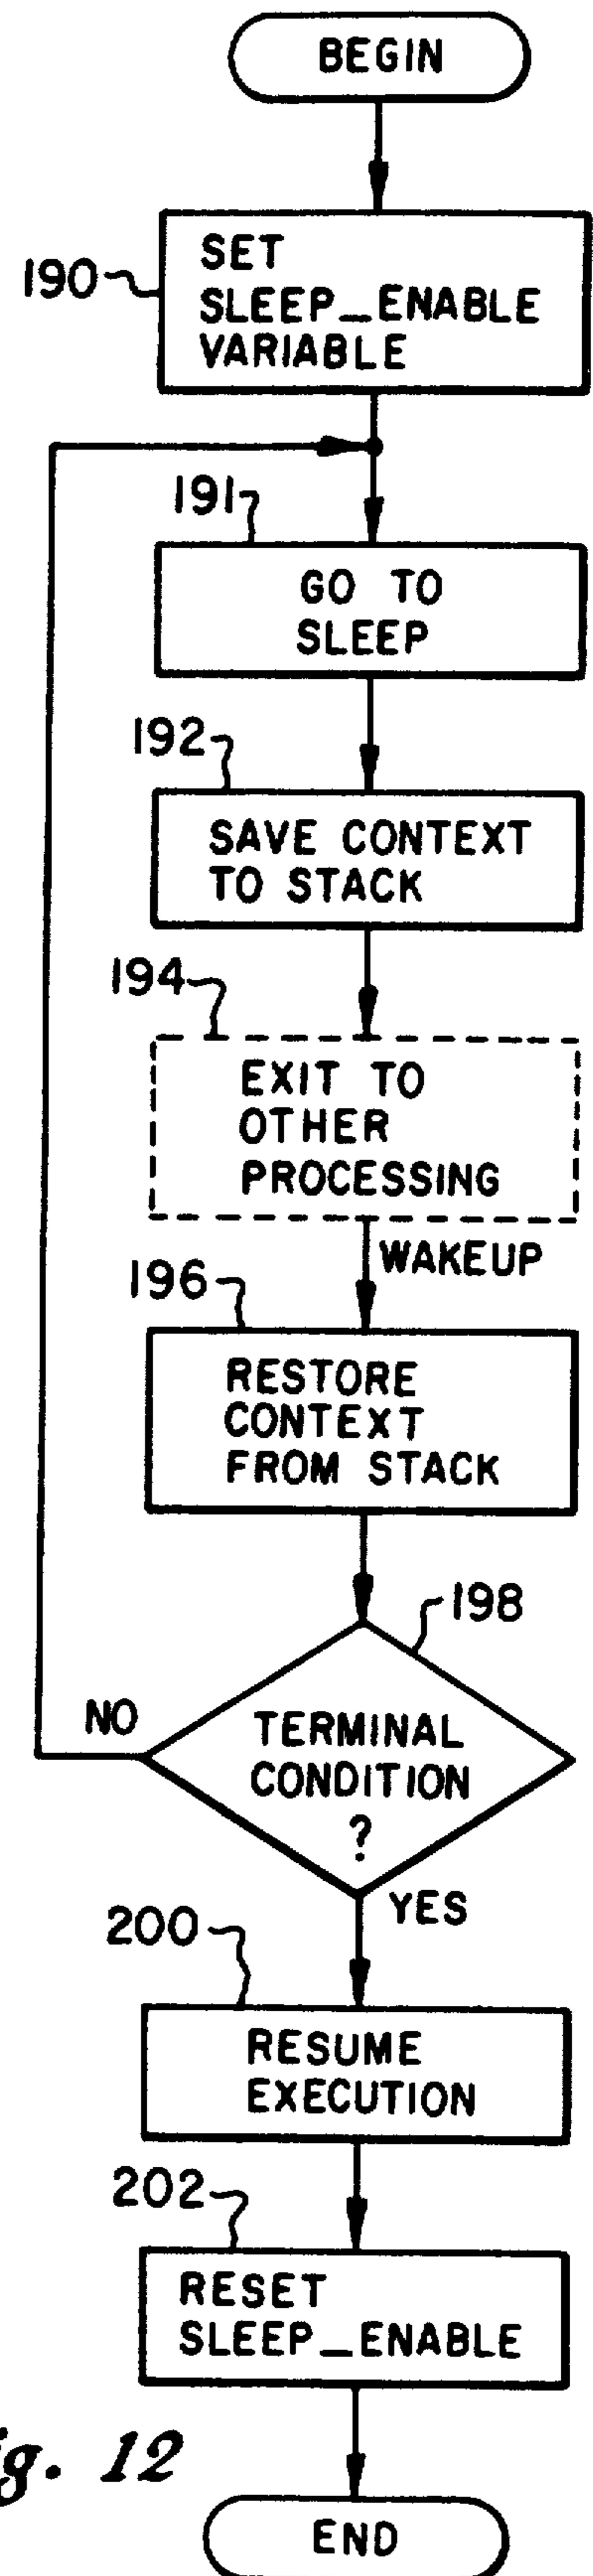 BEGIN
190
SET
SLEEP_ENABLE
VARIABLE
191
GO TO
SLEEP
192
SAVE CONTEXT
TO STACK
194
EXIT TO
OTHER
PROCESSING
WAKEUP
196
RESTORE
CONTEXT
FROM STACK
198
NO
TERMINAL
CONDITION
?
YES
200
RESUME
EXECUTION
202
RESET
SLEEP_ENABLE
ig. 12
END